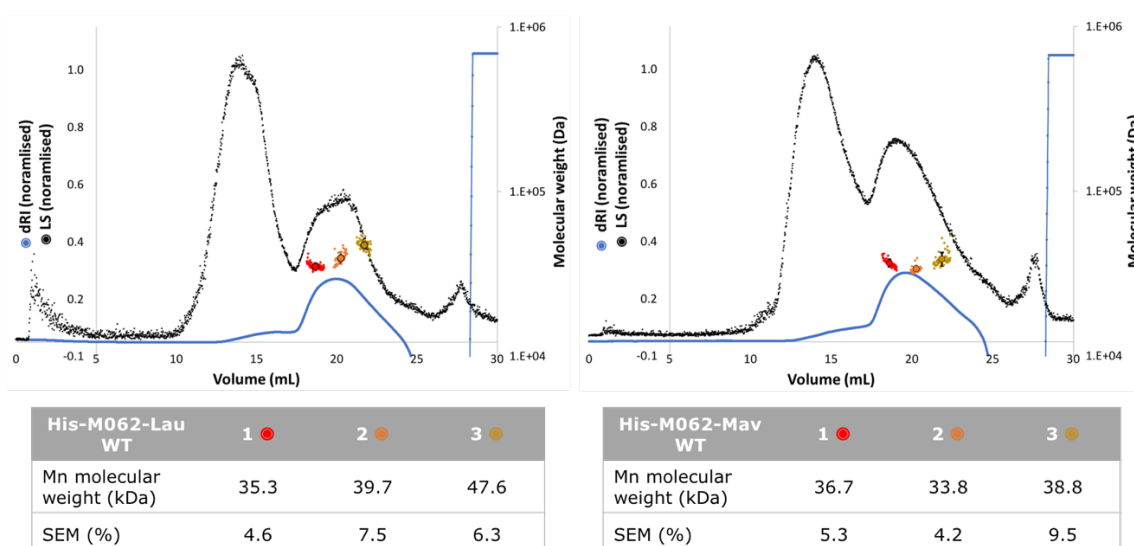 1.E+06
1.0
0.8
0.6
0.4
0.2
-0.1
dRI (noramlised)
LS (noramlised)
1.E+05
1.E+04
Molecular weight (Da)
0 5 10 15 20 25 30
Volume (mL)
1.E+06
1.0
0.8
0.6
0.4
0.2
-0.1
dRI (noramlised)
LS (noramlised)
1.E+05
1.E+04
Molecular weight (Da)
0 5 10 15 20 25 30
Volume (mL)
His-M062-Lau
WT
1 2 3
Mn molecular
weight (kDa)
35.3 39.7 47.6
SEM (%) 4.6 7.5 6.3
His-M062-Mav
WT
1 2 3
Mn molecular
weight (kDa)
36.7 33.8 38.8
SEM (%) 5.3 4.2 9.5